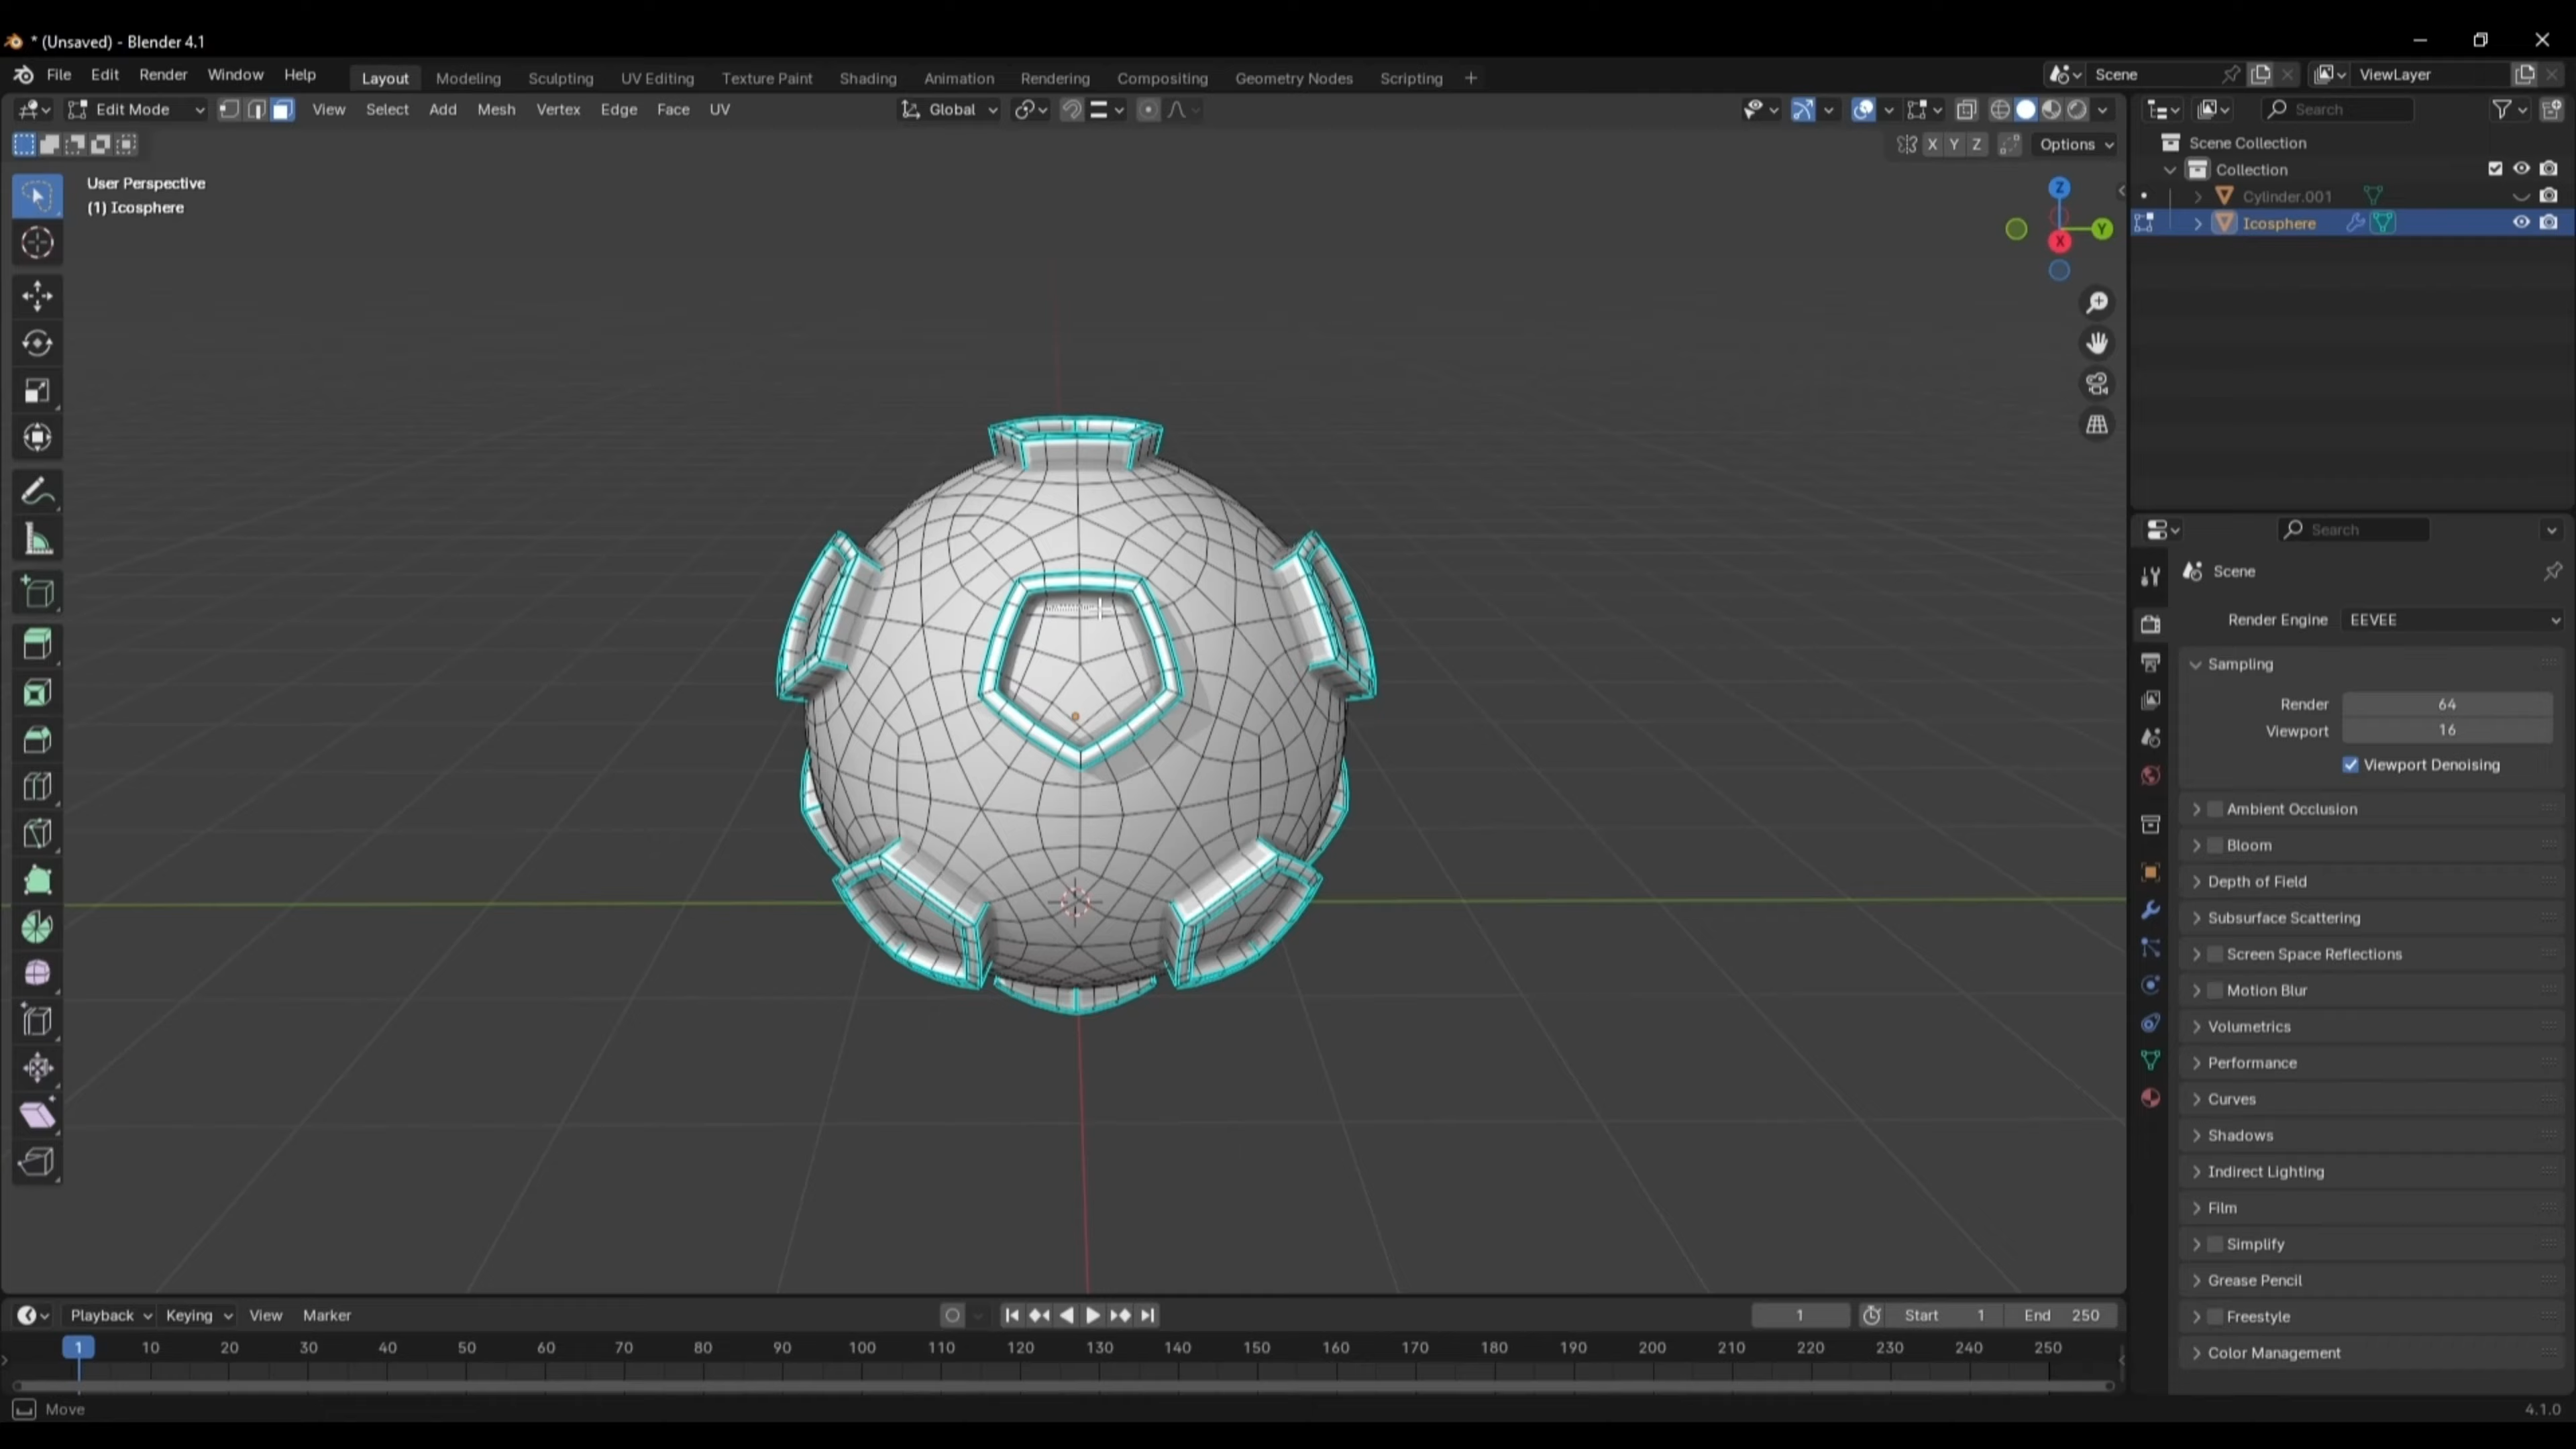 * (Unsaved) - Blender 4.1
File Edit Render Window Help Layout Modeling Sculpting UV Editing Texture Paint Shading Animation Rendering Compositing Geometry Nodes Scripting + Scene ViewLayer
Edit Mode View Select Add Mesh Vertex Edge Face UV Global Search
X Y Z Options
User Perspective
(1) Icosphere
Z
Y
X
Scene Collection
Collection
Cylinder.001
Icosphere
Search
Scene
Render Engine EEVEE
Sampling
Render 64
Viewport 16
Viewport Denoising
Ambient Occlusion
Bloom
Depth of Field
Subsurface Scattering
Screen Space Reflections
Motion Blur
Volumetrics
Performance
Curves
Shadows
Indirect Lighting
Film
Simplify
Grease Pencil
Freestyle
Color Management
Playback Keying View Marker 1 Start 1 End 250
1 10 20 30 40 50 60 70 80 90 100 110 120 130 140 150 160 170 180 190 200 210 220 230 240 250
Move 4.1.0